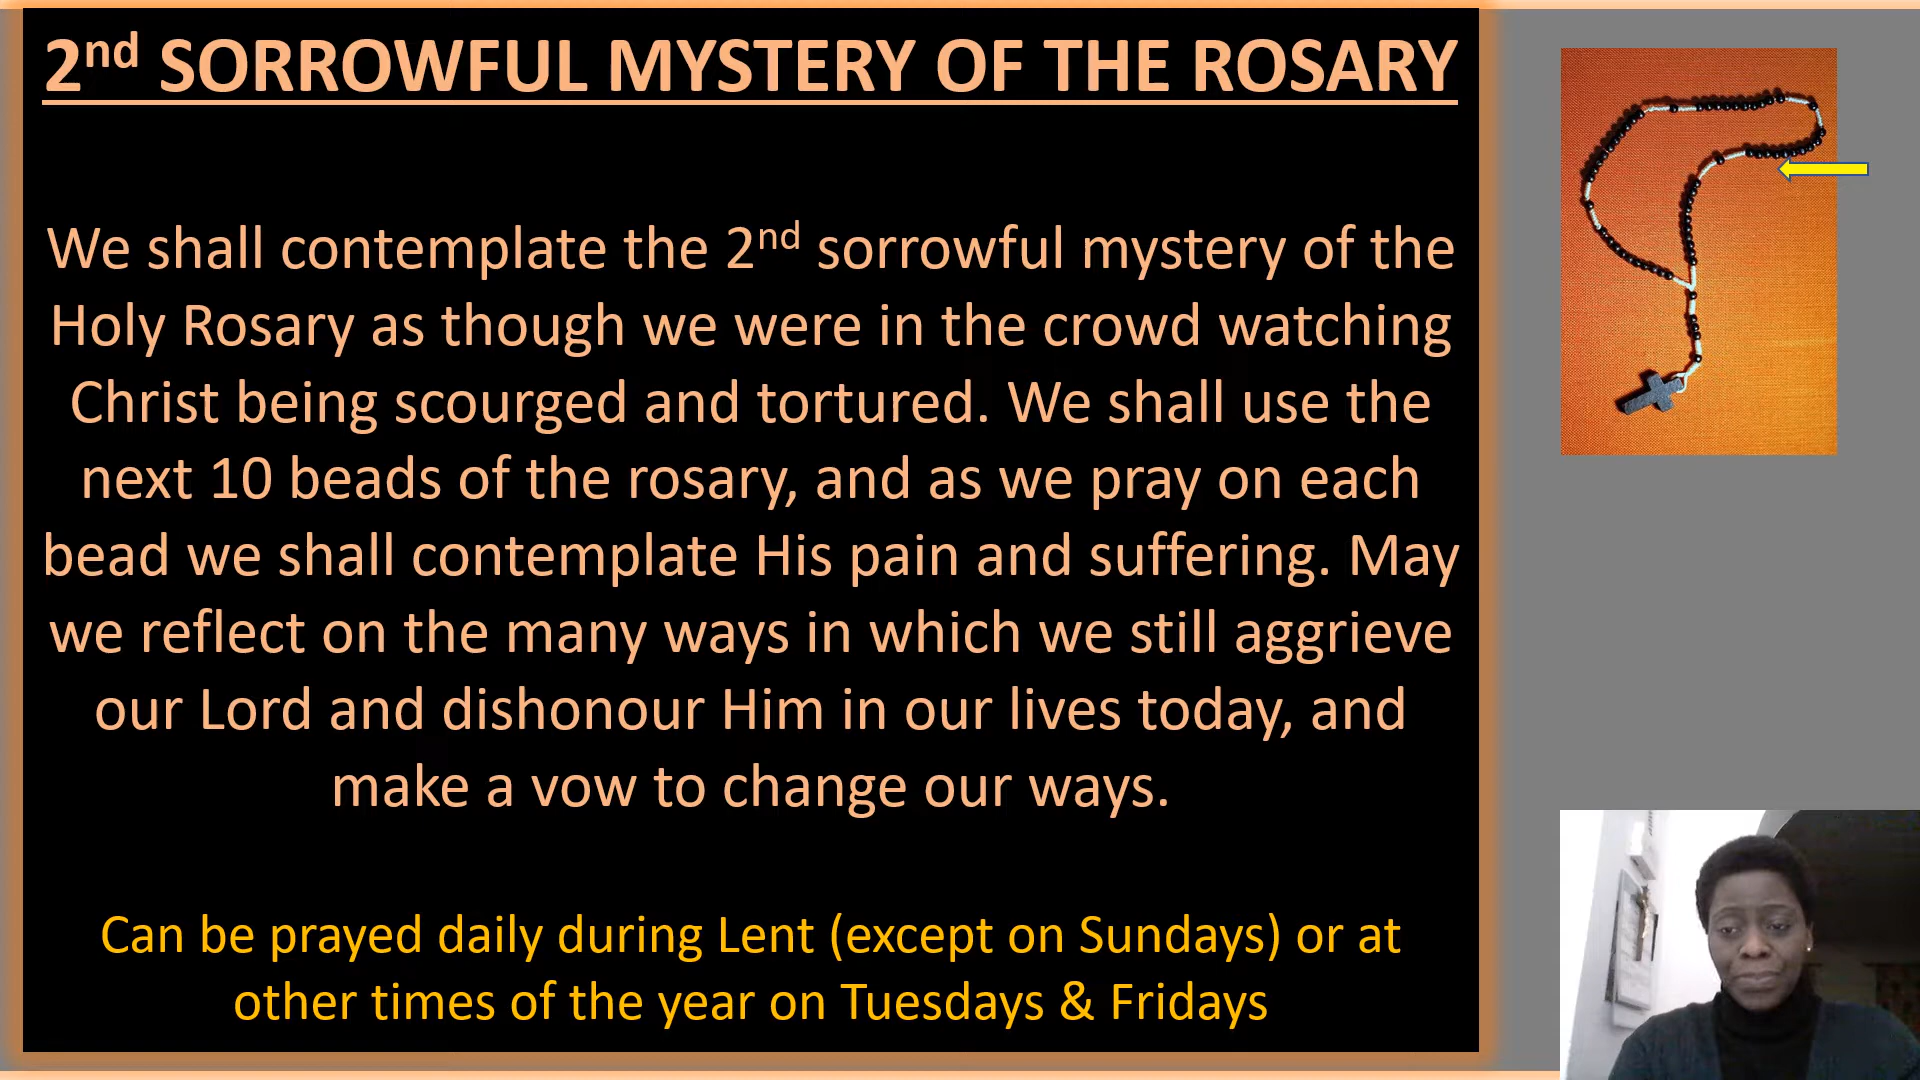 2nd SORROWFUL MYSTERY OF THE ROSARY
We shall contemplate the 2nd sorrowful mystery of the
Holy Rosary as though we were in the crowd watching
Christ being scourged and tortured. We shall use the
next 10 beads of the rosary, and as we pray on each
bead we shall contemplate His pain and suffering. May
we reflect on the many ways in which we still aggrieve
our Lord and dishonour Him in our lives today, and
make a vow to change our ways.
Can be prayed daily during Lent (except on Sundays) or at
other times of the year on Tuesdays & Fridays